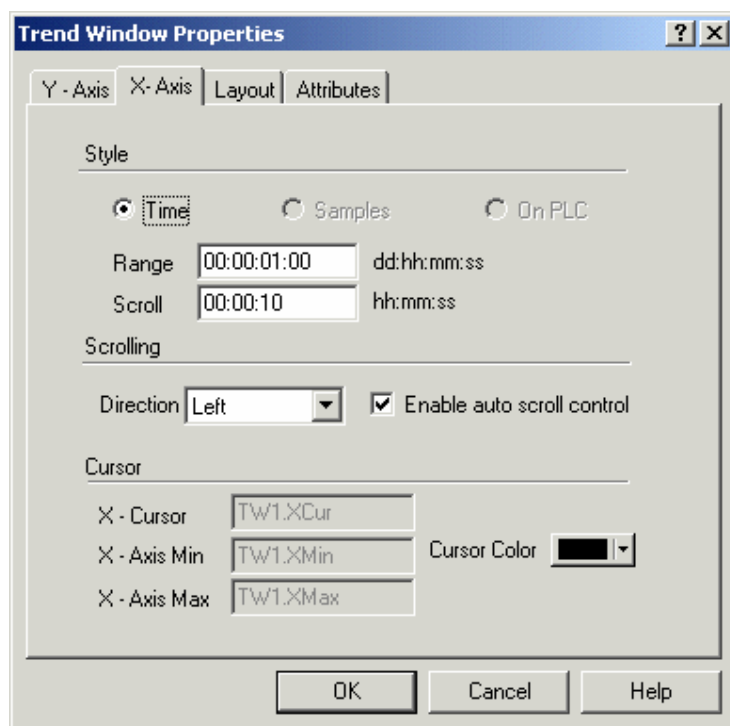 Trend Window Properties
Y - Axis X- Axis Layout Attributes
Style
Time Samples On PLC
Range 00:00:01:00 dd:hh:mm:ss
Scroll 00:00:10 hh:mm:ss
Scrolling
Direction Left Enable auto scroll control
Cursor
X - Cursor TW1.XCur
X - Axis Min TW1.XMin Cursor Color
X - Axis Max TW1.XMax
OK Cancel Help